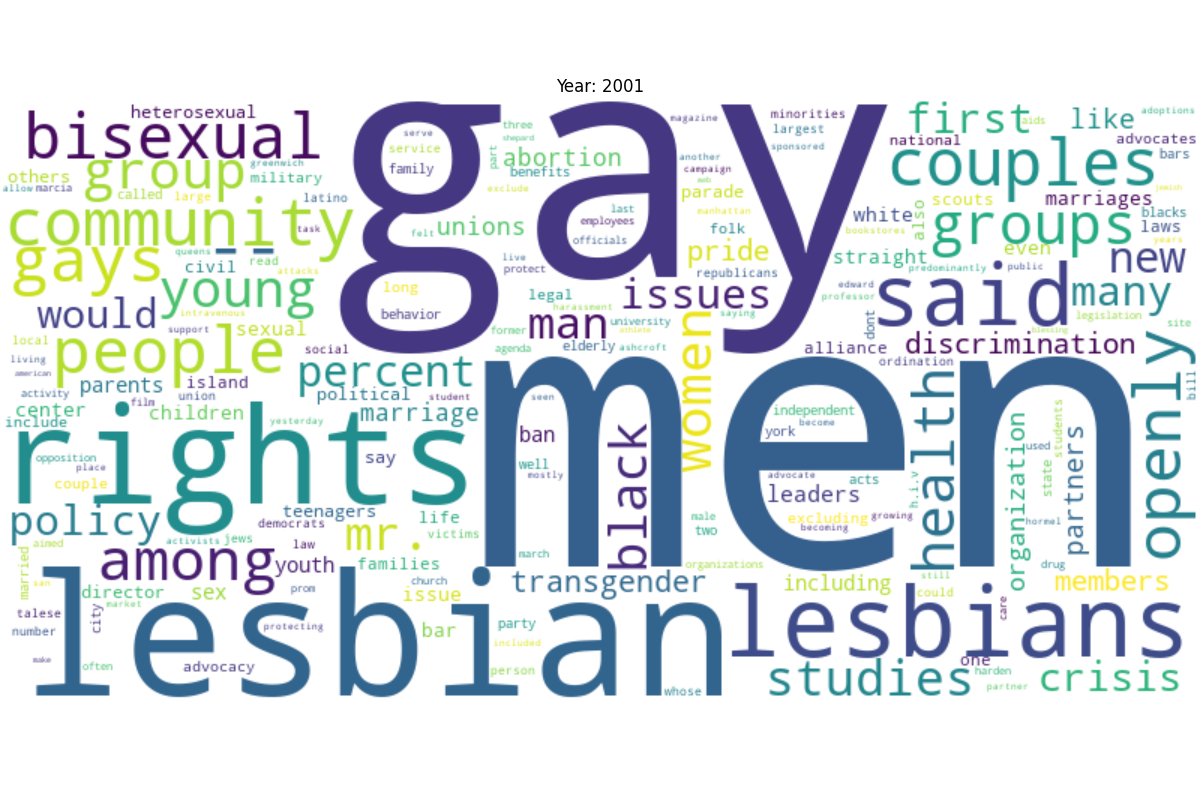 Year: 2001
gay
men
lesbian
rights
lesbians
bisexual
heterosexual
group
greenwich
military
others
allow
marcia
called
large
latino
community
task
gays
queens
civil
read
attacks
young
intravenous
would
support
sexual
local
people
living
american
social
activity
parents
island
union
film
percent
political
student
center
include
children
marriage
yesterday
say
opposition
place
couple
policy
teenagers
democrats
mr.
life
victims
activists
jews
law
families
among
youth
aimed
married
san
director
market
sex
prom
church
issue
talese
city
number
protecting
bar
party
included
make
often
advocacy
person
whose
serve
service
family
three
shepard
part
abortion
benefits
exclude
felt
unions
last
employees
officials
long
behavior
live
protect
legal
harassment
former
man
university
agenda
elderly
ashcroft
athlete
issues
saying
women
magazine
another
campaign
web
parade
manhattan
folk
pride
republicans
minorities
largest
sponsored
first
aids
like
adoptions
national
advocates
couples
bars
jewish
scouts
marriages
white
also
bookstores
groups
blacks
laws
years
straight
even
predominantly
public
new
edward
professor
dont
said
many
legislation
blessing
site
alliance
discrimination
ordination
openly
bill
seen
ban
well
mostly
black
march
independent
become
york
advocate
leaders
acts
excluding
growing
becoming
male
two
organizations
h.i.v
health
organization
used
state
students
hormel
partners
drug
transgender
including
still
could
members
care
one
studies
harden
partner
crisis